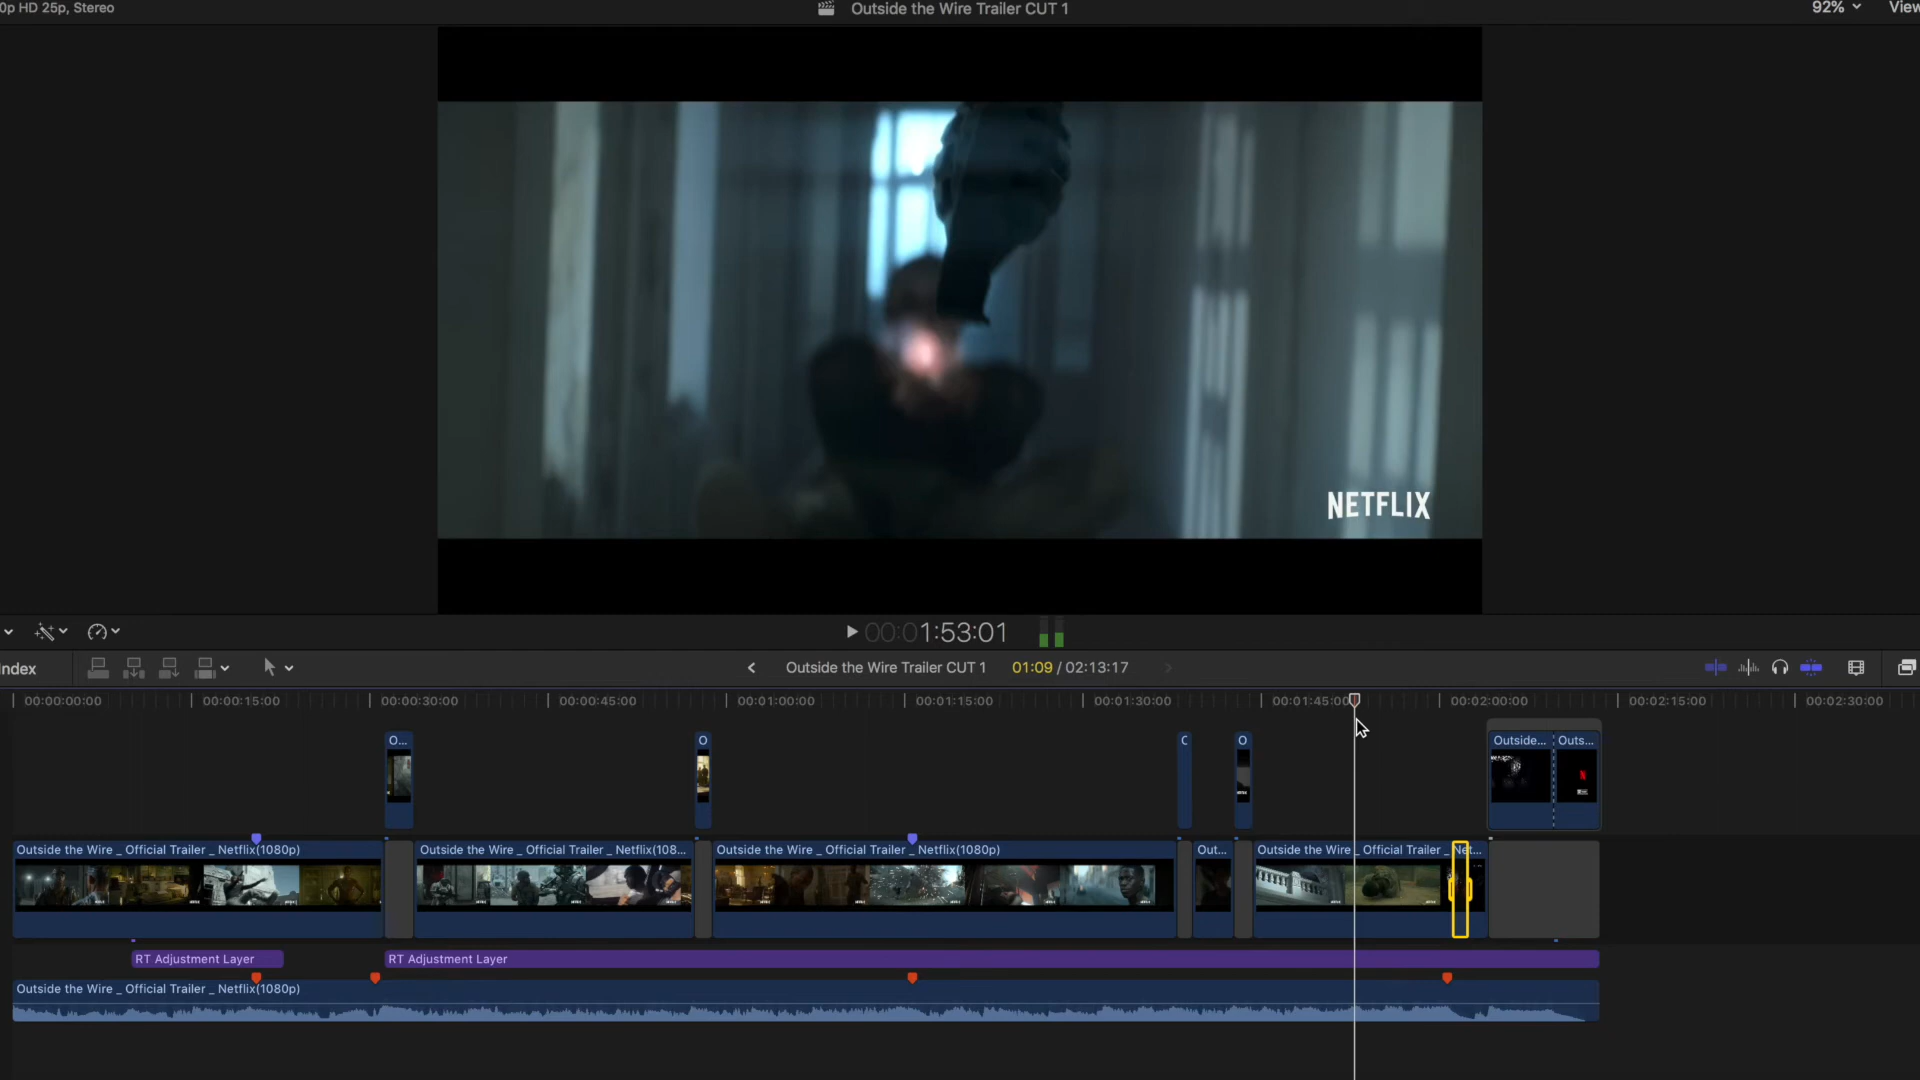 0p HD 25p, Stereo
Outside the Wire Trailer CUT 1
92%
View
NETFLIX
00:01:53:01
Index
Outside the Wire Trailer CUT 1
01:09 / 02:13:17
00:00:00:00
00:00:15:00
00:00:30:00
00:00:45:00
00:01:00:00
00:01:15:00
00:01:30:00
00:01:45:00
00:02:00:00
00:02:15:00
00:02:30:00
O...
O
C
O
Outside...
Outs...
Outside the Wire _ Official Trailer _ Netflix(1080p)
Outside the Wire _ Official Trailer _ Netflix(108...
Outside the Wire _ Official Trailer _ Netflix(1080p)
Out...
Outside the Wire _ Official Trailer _ Net...
RT Adjustment Layer
RT Adjustment Layer
Outside the Wire _ Official Trailer _ Netflix(1080p)